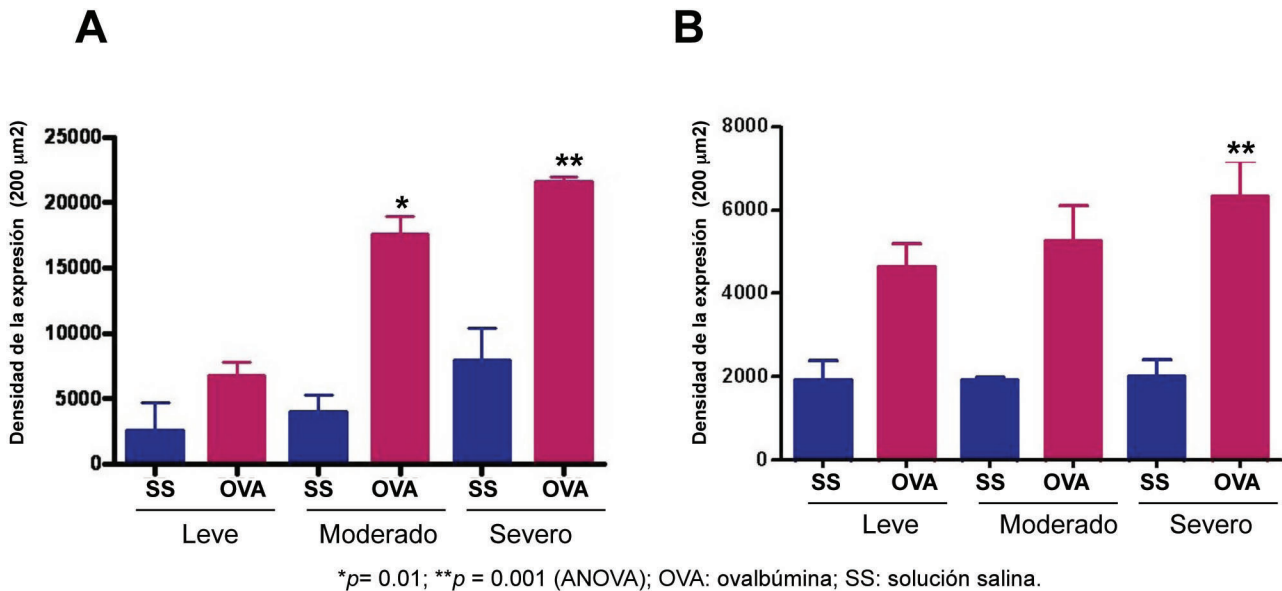 A
Densidad de la expresión (200 µm2)
25000
20000
15000
10000
5000
0
*
**
SS OVA SS OVA SS OVA
Leve Moderado Severo
B
Densidad de la expresión (200 µm2)
8000
6000
4000
2000
0
**
SS OVA SS OVA SS OVA
Leve Moderado Severo
*p= 0.01; **p = 0.001 (ANOVA); OVA: ovalbúmina; SS: solución salina.